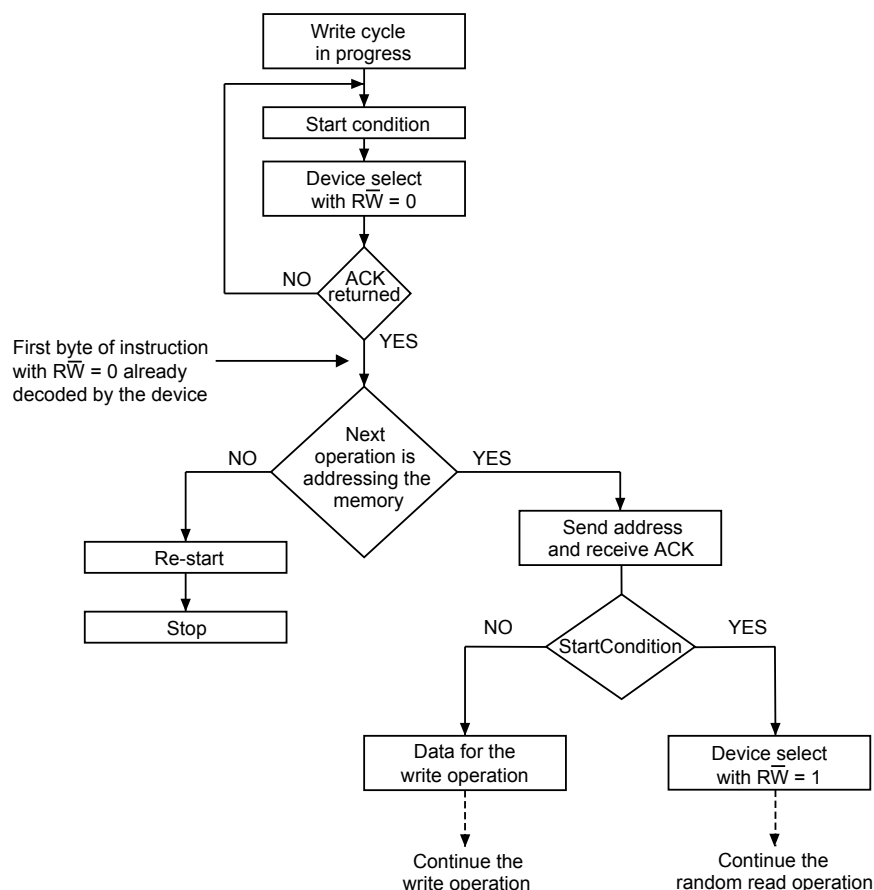 Write cycle
in progress
Start condition
Device select
with RW̅ = 0
ACK
returned
NO
YES
First byte of instruction
with RW̅ = 0 already
decoded by the device
Next
operation is
addressing the
memory
NO
YES
Re-start
Stop
Send address
and receive ACK
StartCondition
NO
YES
Data for the
write operation
Device select
with RW̅ = 1
Continue the
write operation
Continue the
random read operation